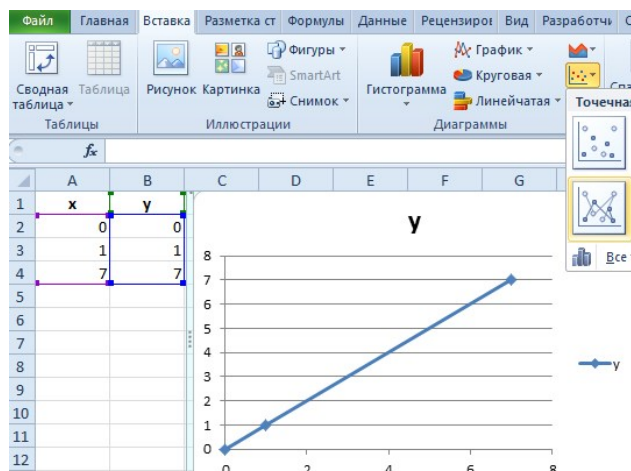 Файл Главная Вставка Разметка ст Формулы Данные Рецензирог Вид Разработчи
Сводная таблица
Таблица
Таблицы
Рисунок
Картинка
Фигуры
SmartArt
Снимок
Иллюстрации
Гистограмма
График
Круговая
Линейчатая
Диаграммы
Точечная
Все
fx
A B C D E F G
1 x y
2 0 0
3 1 1
4 7 7
5
6
7
8
9
10
11
12
y
8
7
6
5
4
3
2
1
0
0 2 4 6 8
y